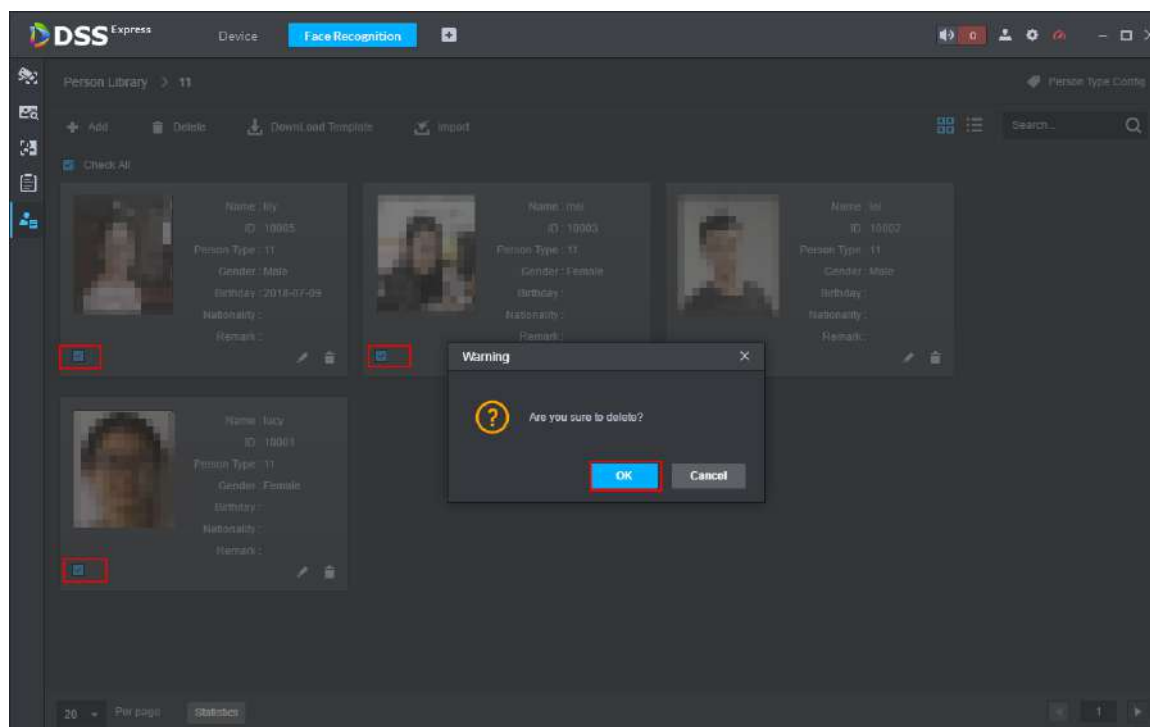 DSS Express
Device
Face Recognition
0
Person Library > 11
Person Type Config
Add
Delete
DownLoad Template
Import
Search...
Check All
Name : lily
ID : 10005
Person Type : 11
Gender : Male
Birthday : 2018-07-09
Nationality :
Remark :
Name : mei
ID : 10003
Person Type : 11
Gender : Female
Birthday :
Nationality :
Remark :
Name : lei
ID : 10002
Person Type : 11
Gender : Male
Birthday :
Nationality :
Remark :
Warning
Are you sure to delete?
OK
Cancel
Name : lucy
ID : 10001
Person Type : 11
Gender : Female
Birthday :
Nationality :
Remark :
20
Per page
Statistics
1